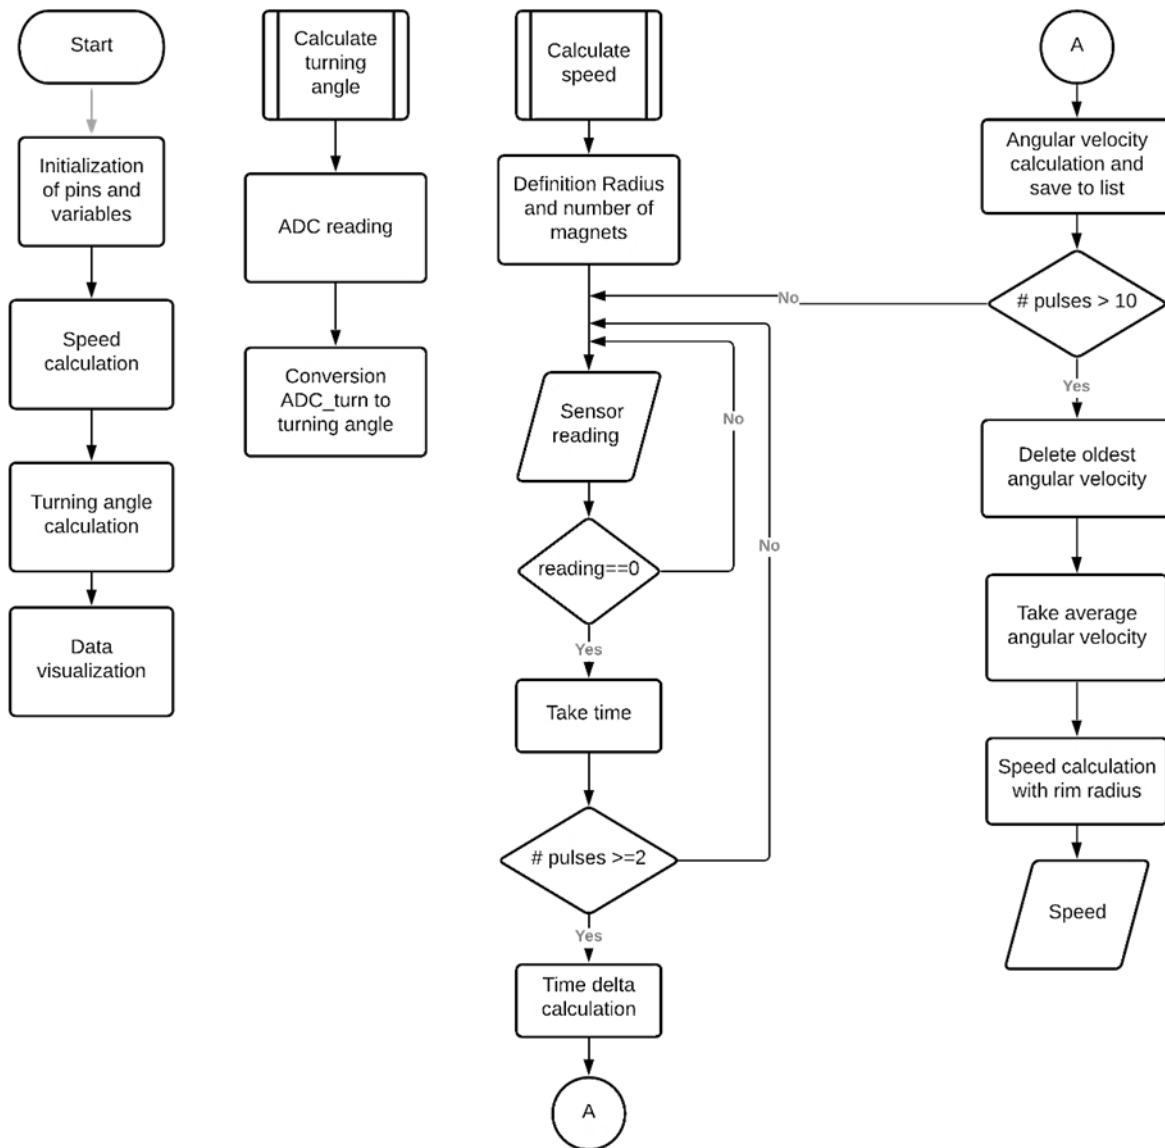 Start
Initialization
of pins and
variables
Speed
calculation
Turning angle
calculation
Data
visualization
Calculate
turning
angle
ADC reading
Conversion
ADC_turn to
turning angle
Calculate
speed
Definition Radius
and number of
magnets
Sensor
reading
No
reading==0
Yes
No
Take time
# pulses >=2
Yes
Time delta
calculation
A
A
Angular velocity
calculation and
save to list
# pulses > 10
No
Yes
Delete oldest
angular velocity
Take average
angular velocity
Speed calculation
with rim radius
Speed